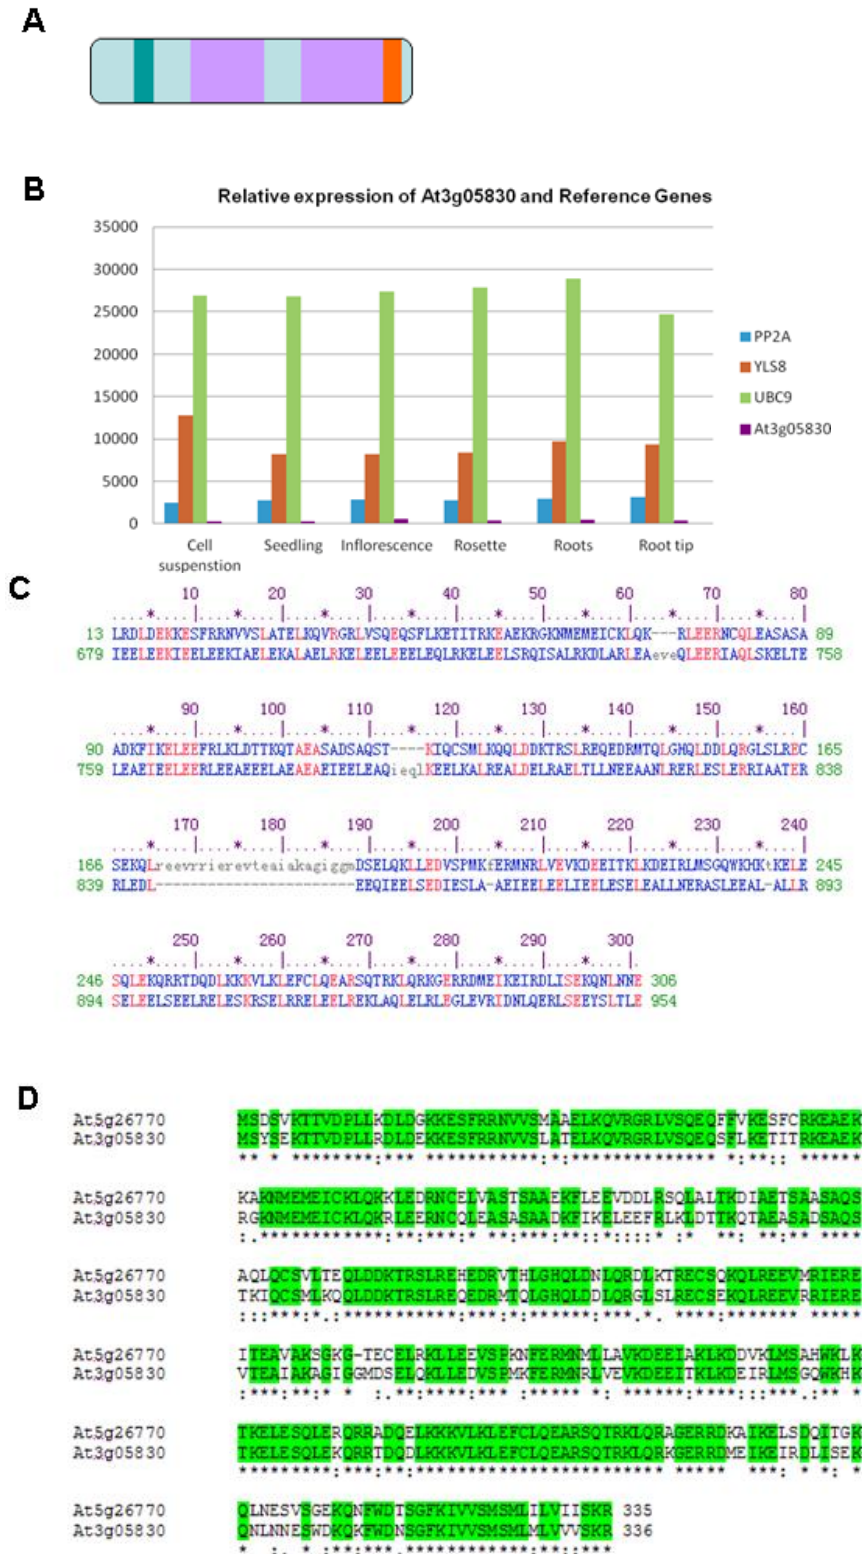 A
B
Relative expression of At3g05830 and Reference Genes
35000
30000
25000
20000
15000
10000
5000
0
PP2A
YLS8
UBC9
At3g05830
Cell suspenstion Seedling Inflorescence Rosette Roots Root tip
C
10 20 30 40 50 60 70 80
13 LRDLDEKKESFRRNVVSLATELKQVRGRLVSQEQSFLKETITRKEAEKRGKNMEMEICKLQK---RLEERNCQLEASASA 89
679 IEELEEKIEELEEKIAELEKALAELRKELEELEEELEQLRKELEELSRQISALRKDLARLEAeveQLEERIAQLSKELTE 758
90 100 110 120 130 140 150 160
90 ADKFIKELEEFRLKLDTTKQTAEASADSAQST----KIQCSMLKQQLDDKTRSLREQEDRMTQLGHQLDDLQRGLSLREC 165
759 LEAEIEELEERLEEAEEELAEAEAEIEELEAQieqlKEELKALREALDELRAELTLLNEEAANLRERLESLERRIAATER 838
170 180 190 200 210 220 230 240
166 SEKQLreevrrierevteaiakagiggmDSELQKLLEDVSPMKfERMNRLVEVKDEEITKLKDEIRLMSGQWKHKtKELE 245
839 RLEDL-----------------------EEQIEELSEDIESLA-AEIEELEELIEELESELEALLNERASLEEAL-ALLR 893
250 260 270 280 290 300
246 SQLEKQRRTDQDLKKKVLKLEFCLQEARSQTRKLQRKGERRDMEIKEIRDLISEKQNLNNE 306
894 SELEELSEELRELESKRSELRRELEELREKLAQLELRLEGLEVRIDNLQERLSEEYSLTLE 954
D
At5g26770 MSDSVKTTVDPLLKDLDGKKESFRRNVVSMAAELKQVRGRLVSQEQFFVKESFCRKEAEK
At3g05830 MSYSEKTTVDPLLRDLDEKKESFRRNVVSLATELKQVRGRLVSQEQSFLKETITRKEAEK
At5g26770 KAKNMEMEICKLQKKLEDRNCELVASTSAAEKFLEEVDDLRSQLALTKDIAETSAASAQS
At3g05830 RGKNMEMEICKLQKRLEERNCQLEASASAADKFIKELEEFRLKLDTTKQTAEASADSAQS
At5g26770 AQLQCSVLTEQLDDKTRSLREHEDRVTHLGHQLDNLQRDLKTRECSQKQLREEVMRIERE
At3g05830 TKIQCSMLKQQLDDKTRSLREQEDRMTQLGHQLDDLQRGLSLRECSEKQLREEVRRIERE
At5g26770 ITEAVAKSGKG-TECELRKLLEEVSPKNFERMNMLLAVKDEEIAKLKDDVKLMSAHWKLK
At3g05830 VTEAIAKAGIGGMDSELQKLLEDVSPMKFERMNRLVEVKDEEITKLKDEIRLMSGQWKHK
At5g26770 TKELESQLERQRRADQELKKKVLKLEFCLQEARSQTRKLQRAGERRDKAIKELSDQITGK
At3g05830 TKELESQLEKQRRTDQDLKKKVLKLEFCLQEARSQTRKLQRKGERRDMEIKEIRDLISEK
At5g26770 QLNESVSGEKQNFWDTSGFKIVVSMSMLILVIISKR 335
At3g05830 QNLNNESWDKQKFWDNSGFKIVVSMSMLMLVVVSKR 336